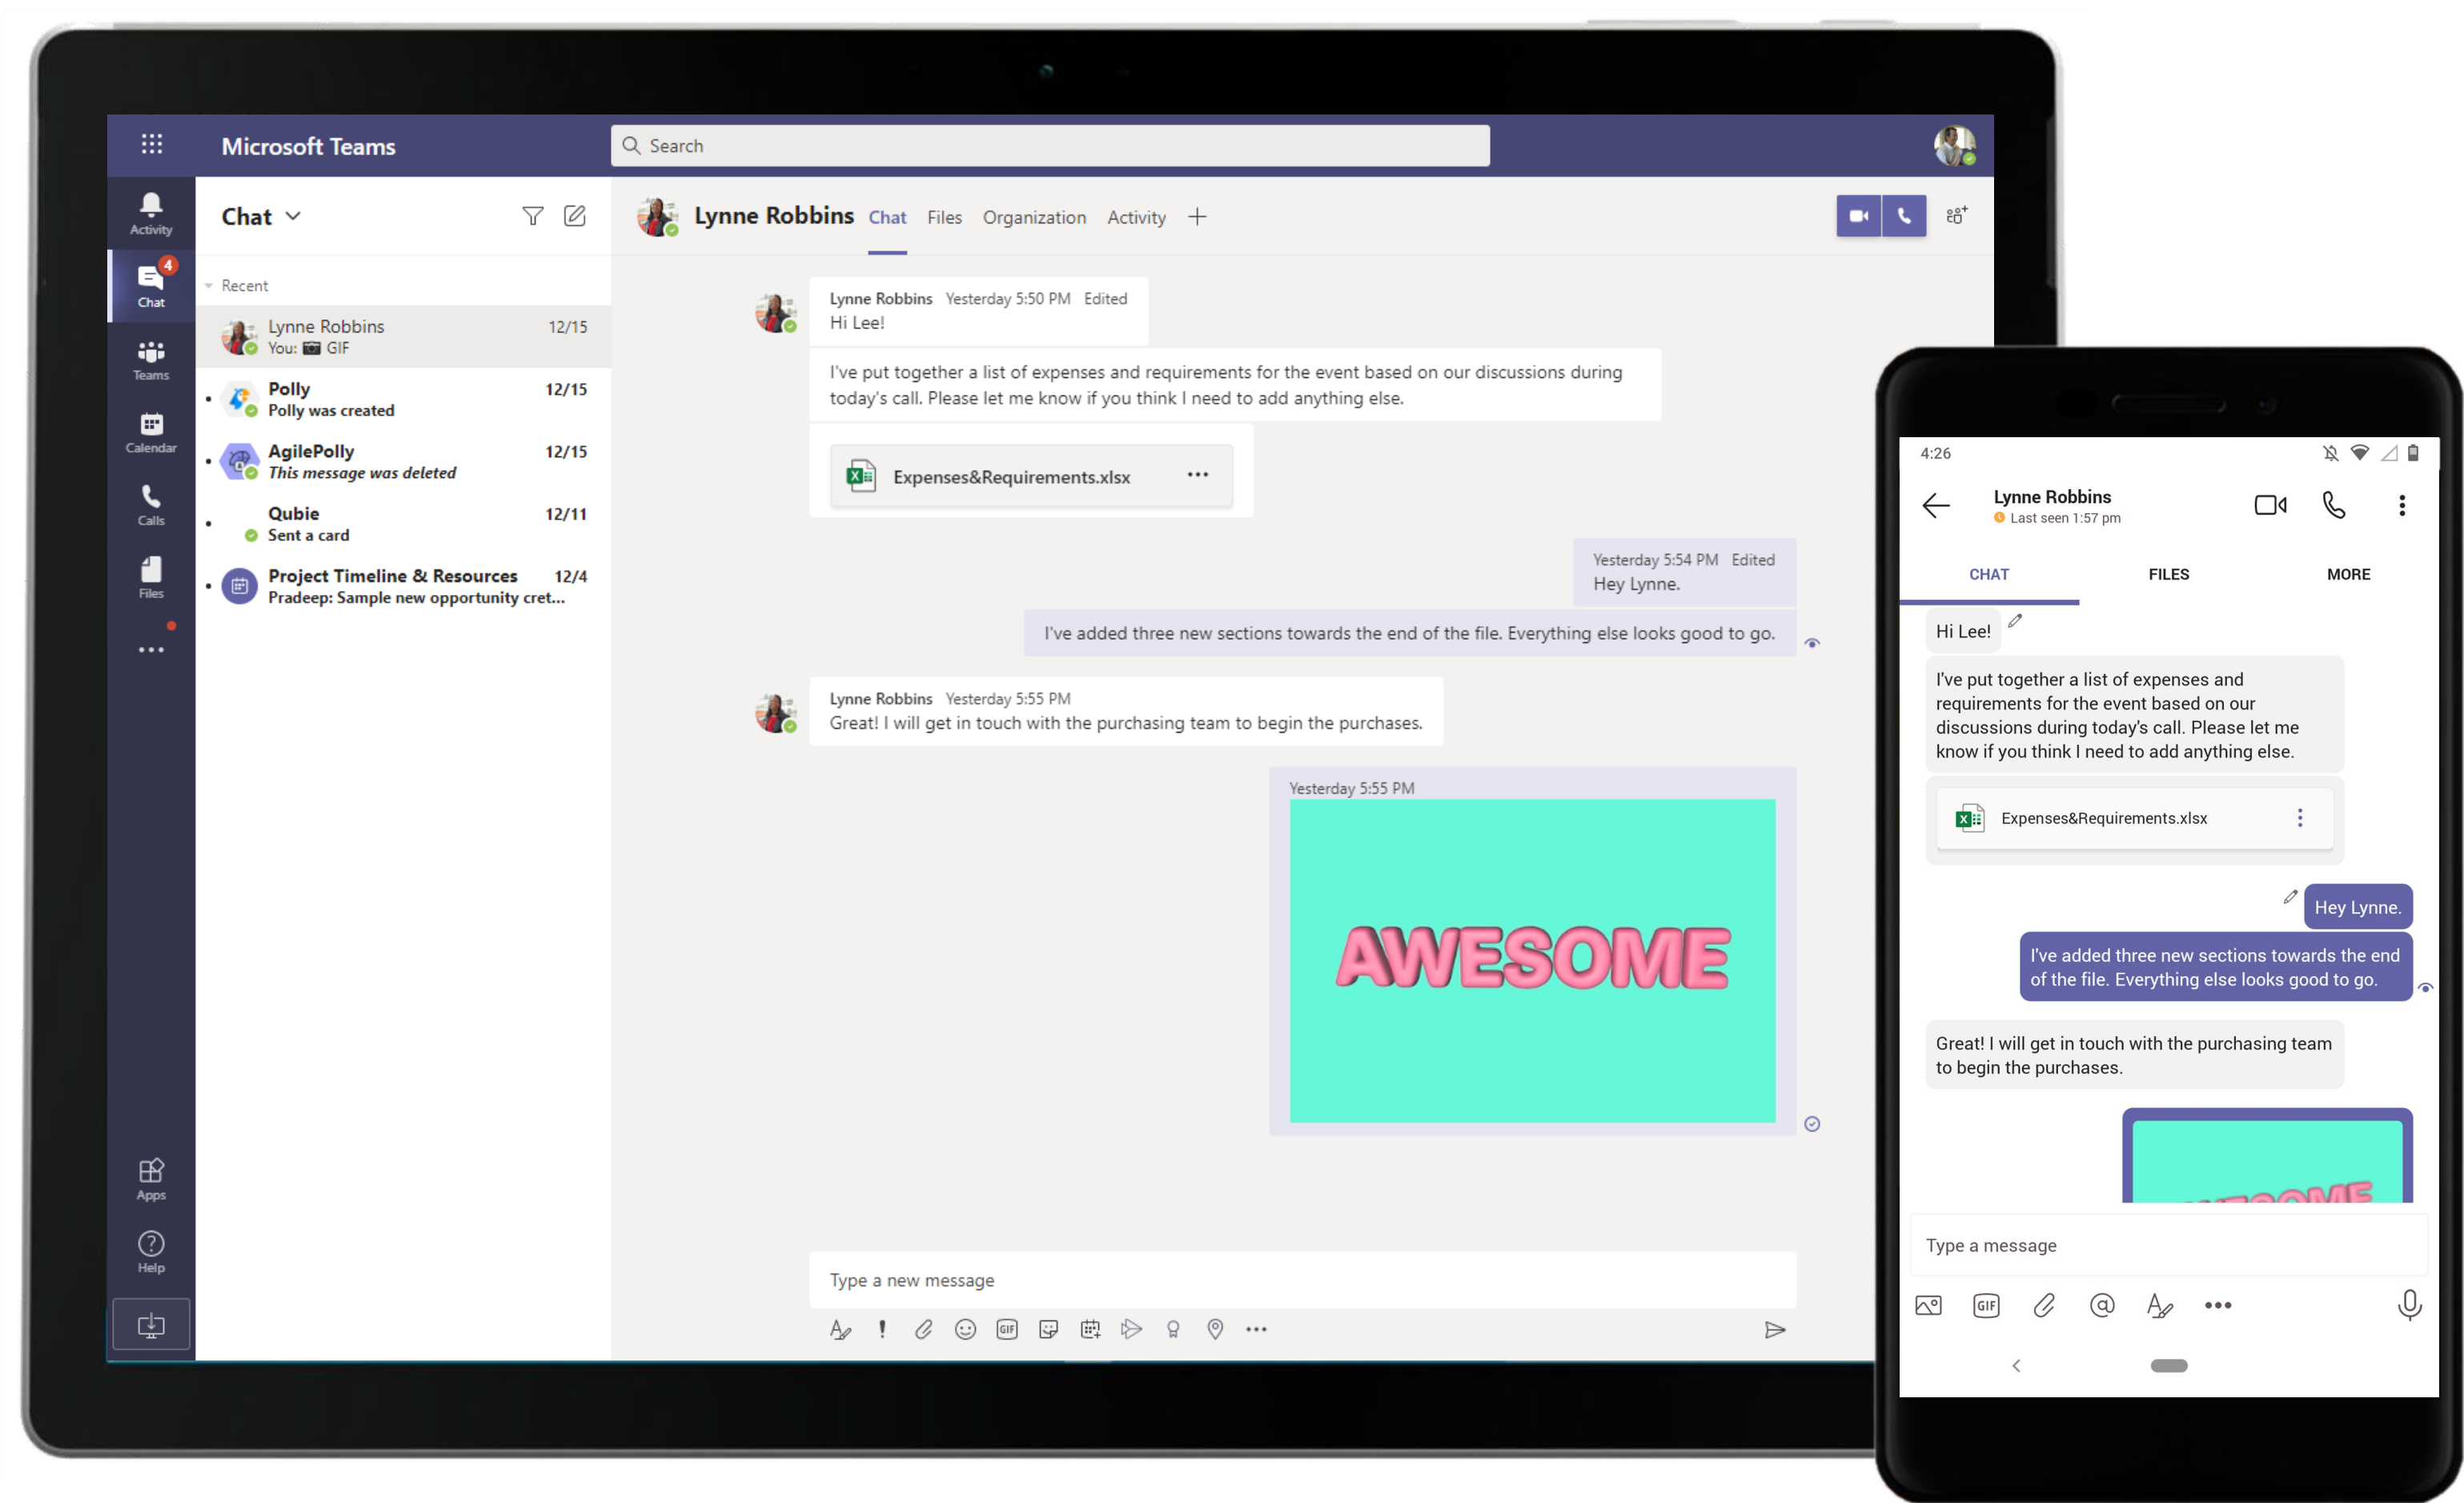 Microsoft Teams
Search
Activity
4
Chat
Teams
Calendar
Calls
Files
Apps
Help
Chat
Recent
Lynne Robbins 12/15
You: GIF
Polly 12/15
Polly was created
AgilePolly 12/15
This message was deleted
Qubie 12/11
Sent a card
Project Timeline & Resources 12/4
Pradeep: Sample new opportunity cret...
Lynne Robbins Chat Files Organization Activity
Lynne Robbins Yesterday 5:50 PM Edited
Hi Lee!
I've put together a list of expenses and requirements for the event based on our discussions during
today's call. Please let me know if you think I need to add anything else.
Expenses&Requirements.xlsx
Yesterday 5:54 PM Edited
Hey Lynne.
I've added three new sections towards the end of the file. Everything else looks good to go.
Lynne Robbins Yesterday 5:55 PM
Great! I will get in touch with the purchasing team to begin the purchases.
Yesterday 5:55 PM
AWESOME
Type a new message
GIF
4:26
Lynne Robbins
Last seen 1:57 pm
CHAT FILES MORE
Hi Lee!
I've put together a list of expenses and
requirements for the event based on our
discussions during today's call. Please let me
know if you think I need to add anything else.
Expenses&Requirements.xlsx
Hey Lynne.
I've added three new sections towards the end
of the file. Everything else looks good to go.
Great! I will get in touch with the purchasing team
to begin the purchases.
AWESOME
Type a message
GIF